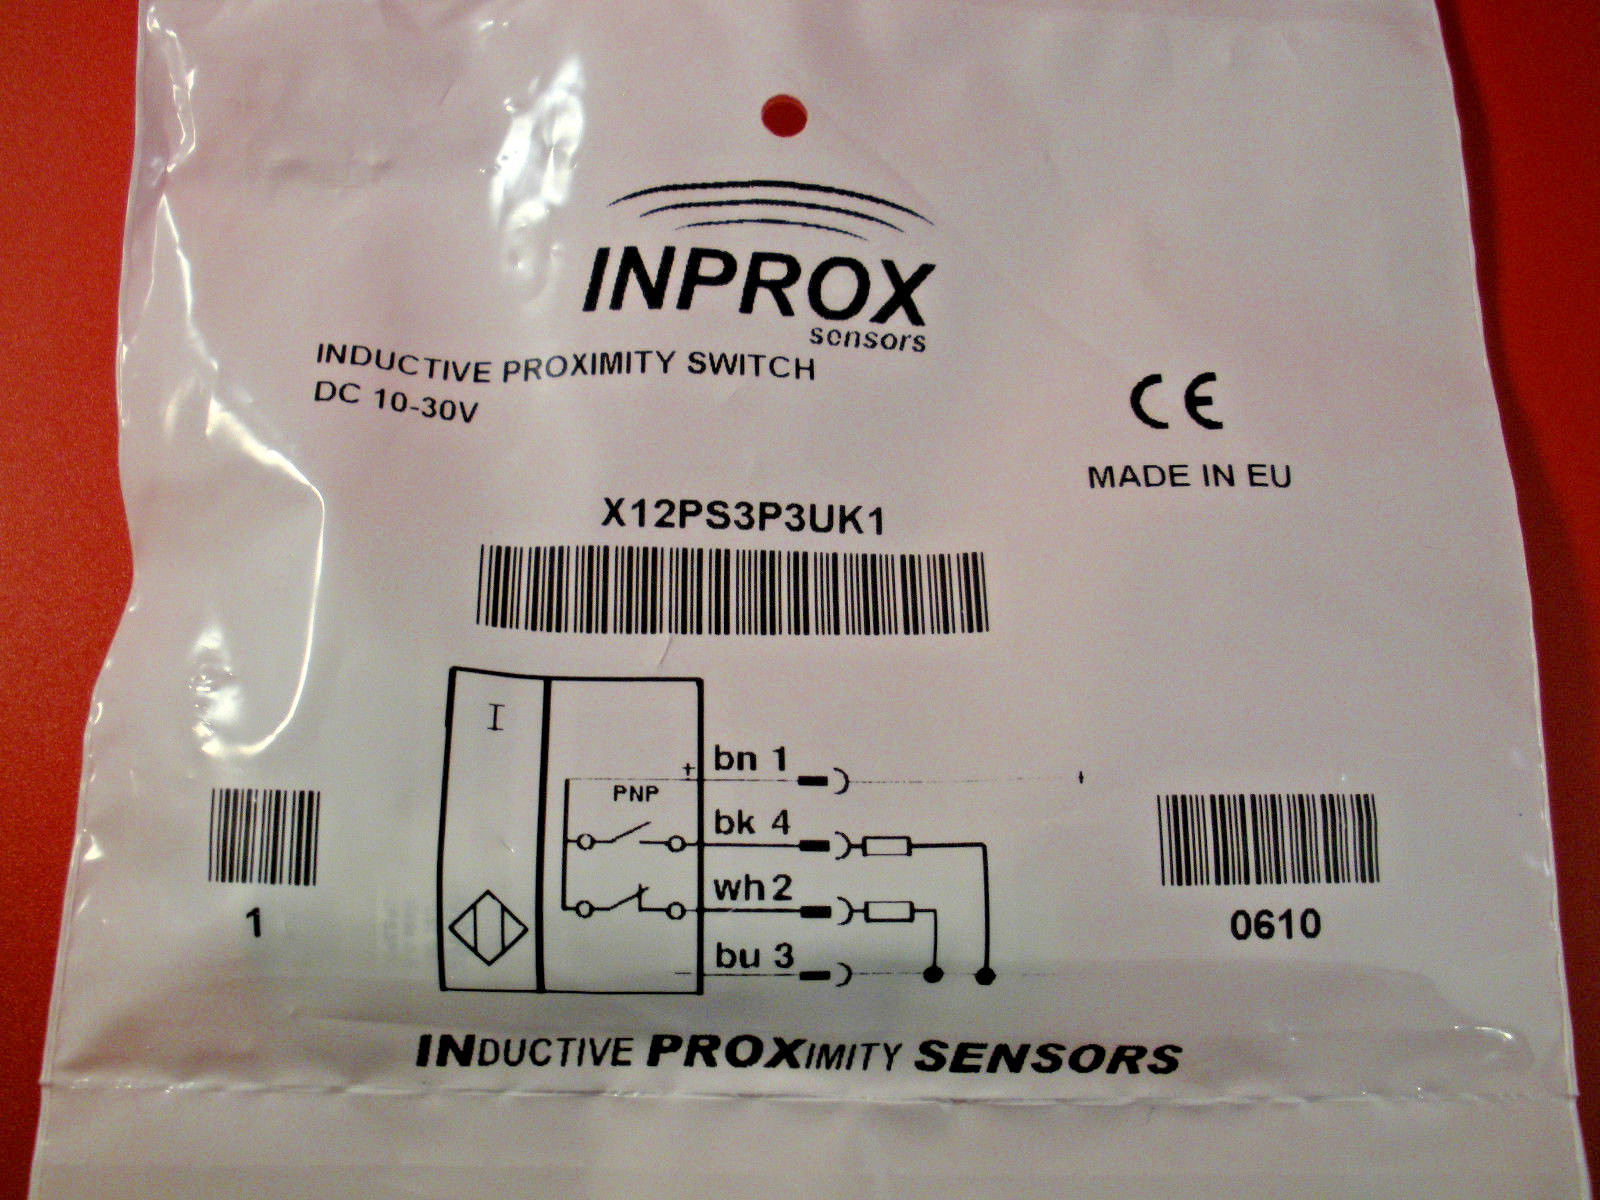 INPROX
sensors
INDUCTIVE PROXIMITY SWITCH
DC 10-30V
CE
MADE IN EU
X12PS3P3UK1
I
+ bn 1 +
PNP
bk 4
wh 2
- bu 3
1
0610
INDUCTIVE PROXIMITY SENSORS